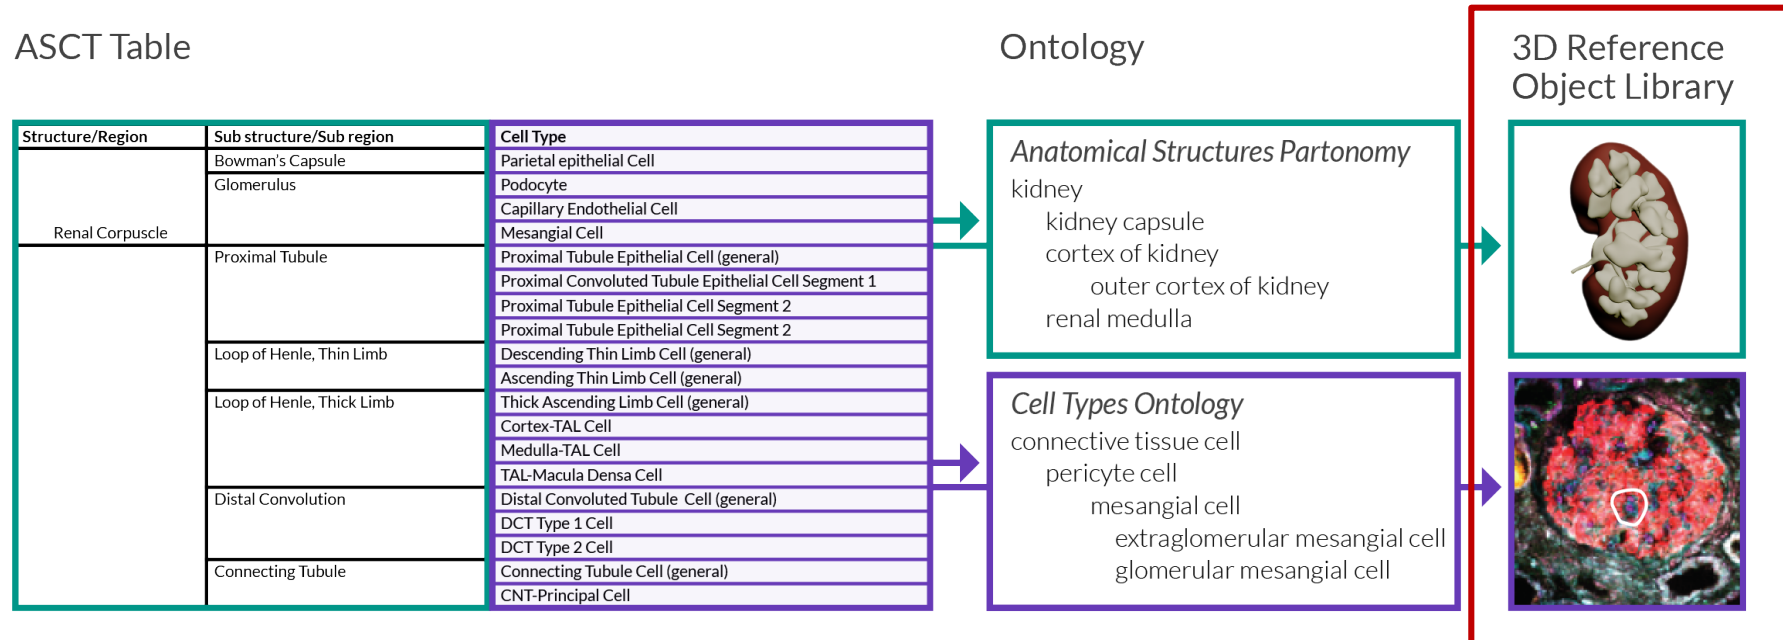 ASCT Table
Ontology
3D Reference
Object Library
Structure/Region
Sub structure/Sub region
Cell Type
Bowman's Capsule
Parietal epithelial Cell
Glomerulus
Podocyte
Capillary Endothelial Cell
Renal Corpuscle
Mesangial Cell
Proximal Tubule
Proximal Tubule Epithelial Cell (general)
Proximal Convoluted Tubule Epithelial Cell Segment 1
Proximal Tubule Epithelial Cell Segment 2
Proximal Tubule Epithelial Cell Segment 2
Loop of Henle, Thin Limb
Descending Thin Limb Cell (general)
Ascending Thin Limb Cell (general)
Loop of Henle, Thick Limb
Thick Ascending Limb Cell (general)
Cortex-TAL Cell
Medulla-TAL Cell
TAL-Macula Densa Cell
Distal Convolution
Distal Convoluted Tubule Cell (general)
DCT Type 1 Cell
DCT Type 2 Cell
Connecting Tubule
Connecting Tubule Cell (general)
CNT-Principal Cell
Anatomical Structures Partonomy
kidney
kidney capsule
cortex of kidney
outer cortex of kidney
renal medulla
Cell Types Ontology
connective tissue cell
pericyte cell
mesangial cell
extraglomerular mesangial cell
glomerular mesangial cell